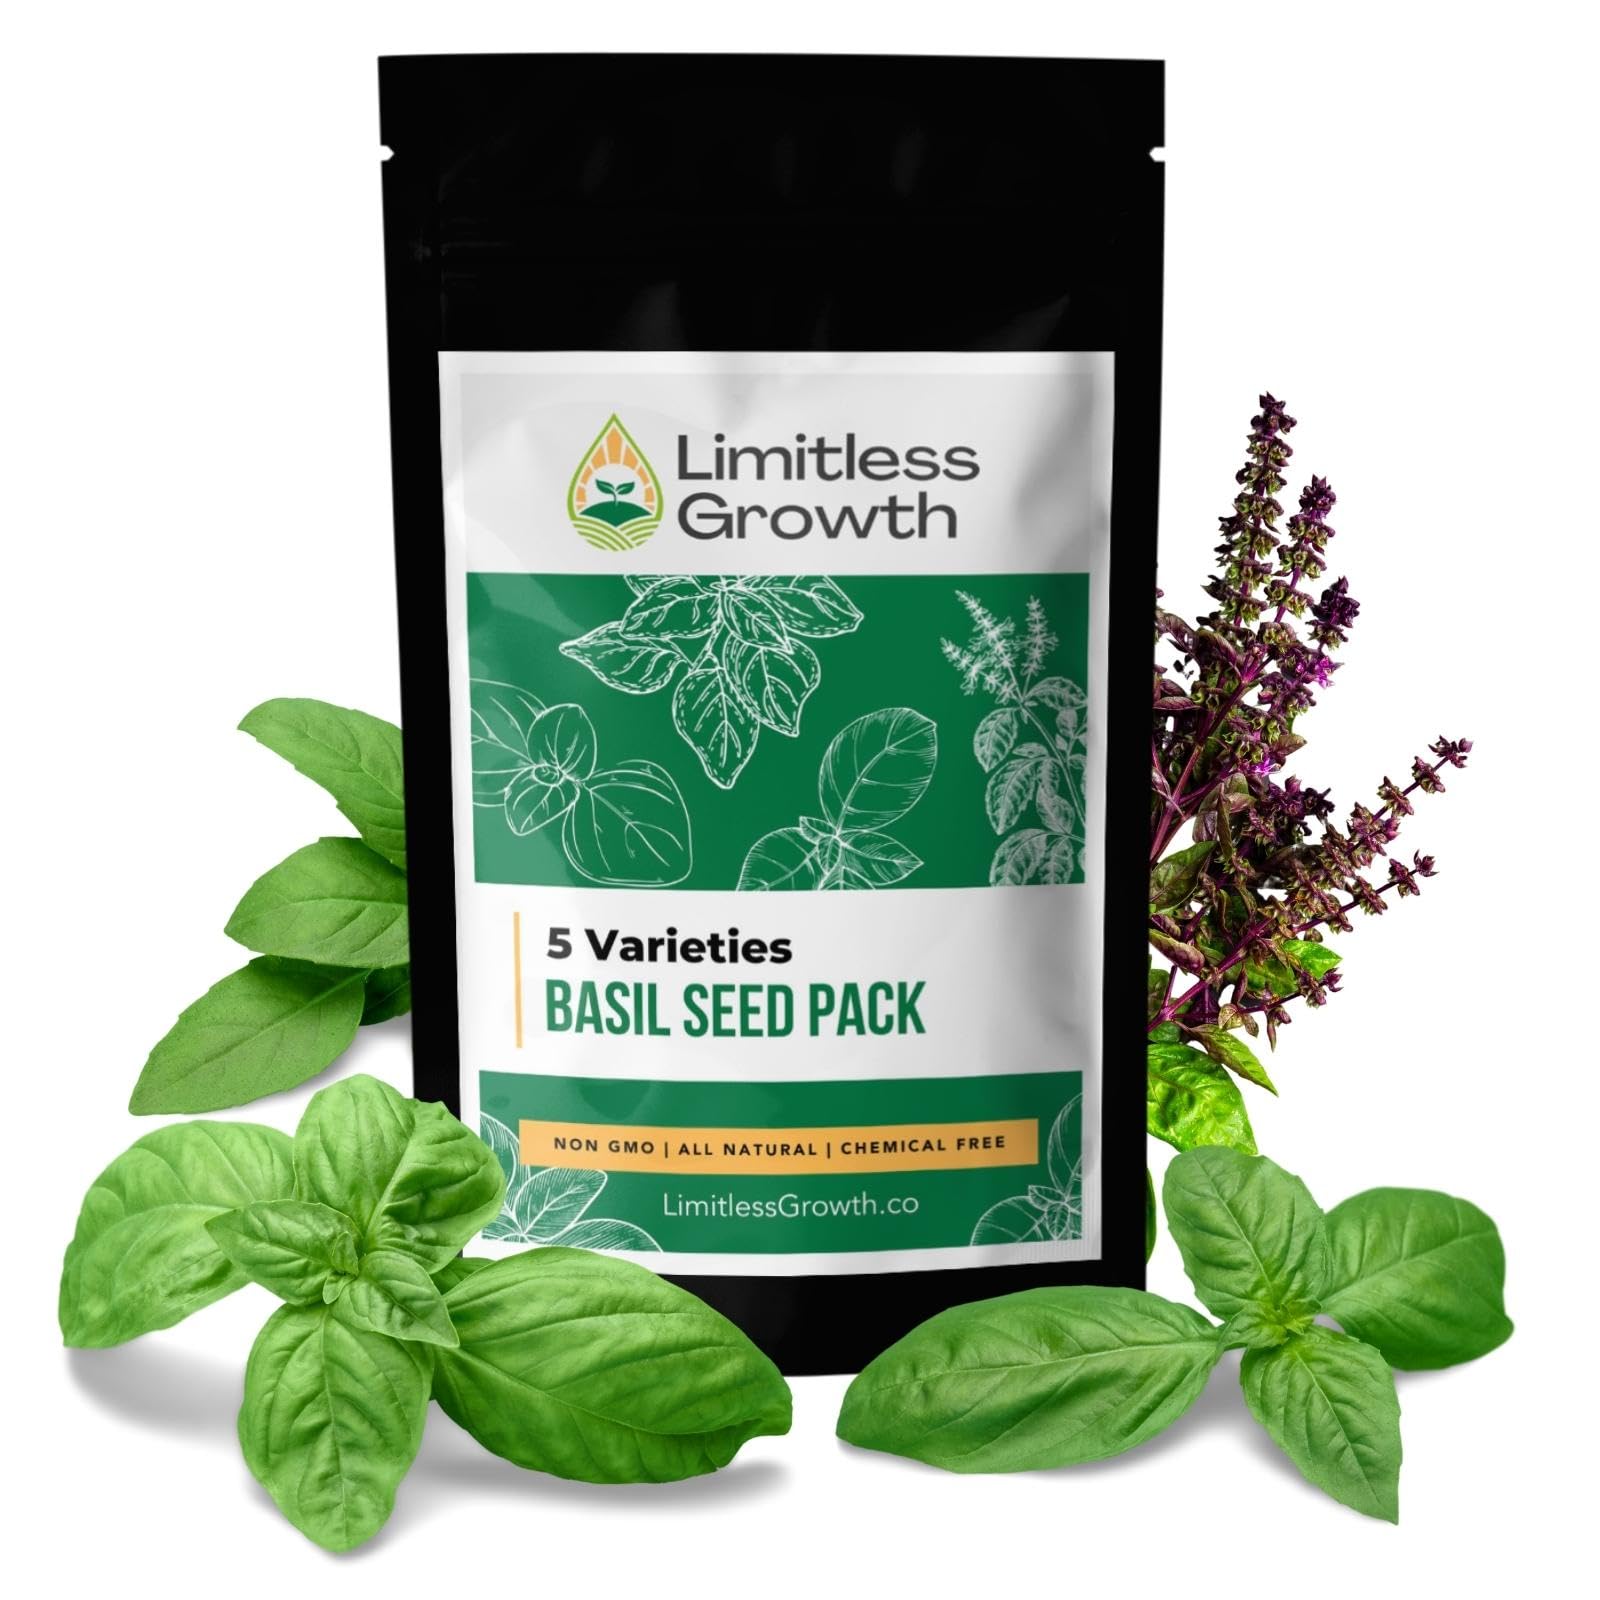 Limitless
Growth
5 Varieties
BASIL SEED PACK
NON GMO | ALL NATURAL | CHEMICAL FREE
LimitlessGrowth.co